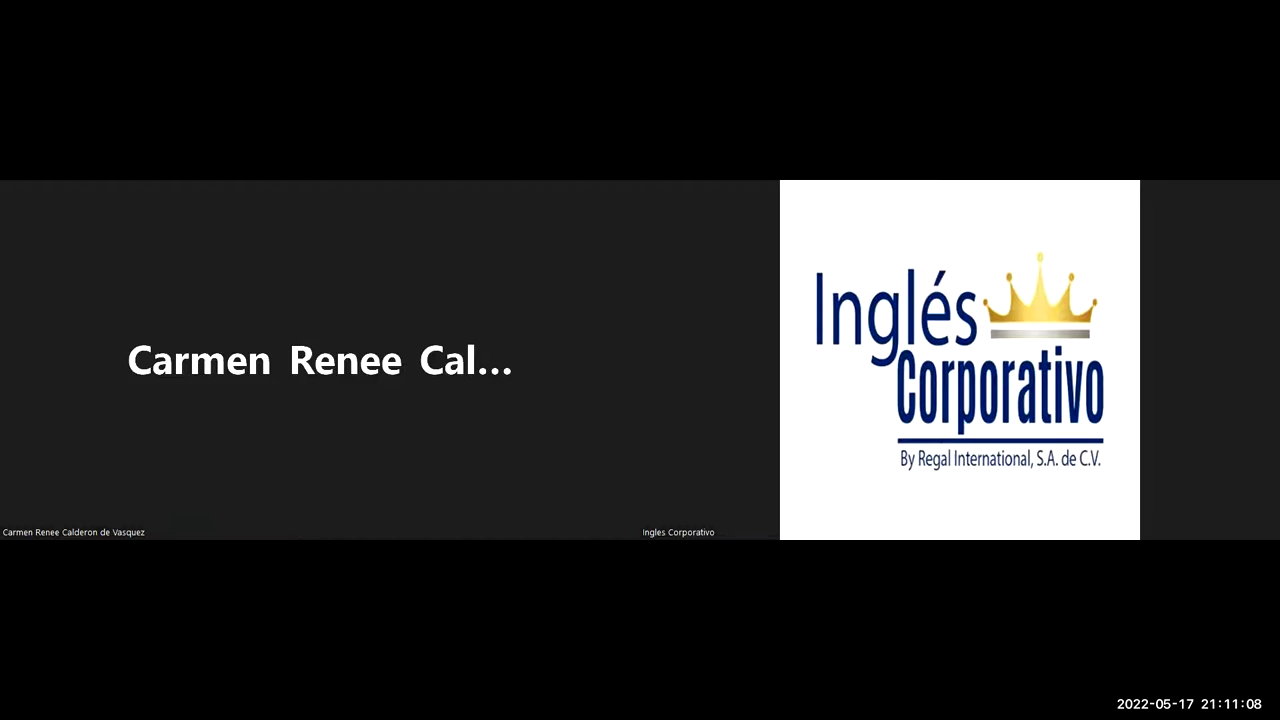 Carmen Renee Cal...
Carmen Renee Calderon de Vasquez
Inglés
Corporativo
By Regal International, S.A. de C.V.
Ingles Corporativo
2022-05-17 21:11:08